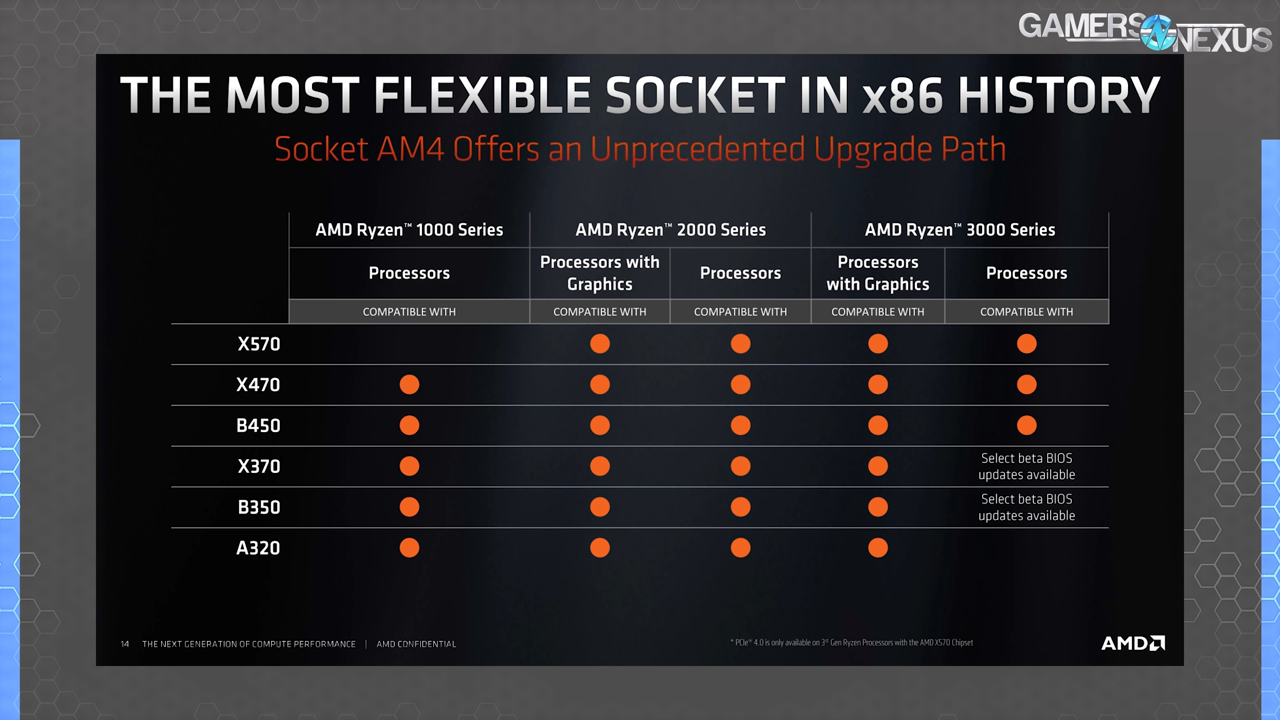 GAMERS NEXUS
THE MOST FLEXIBLE SOCKET IN x86 HISTORY
Socket AM4 Offers an Unprecedented Upgrade Path
AMD Ryzen™ 1000 Series AMD Ryzen™ 2000 Series AMD Ryzen™ 3000 Series
Processors
Processors with
Graphics
Processors
Processors
with Graphics
Processors
COMPATIBLE WITH COMPATIBLE WITH COMPATIBLE WITH COMPATIBLE WITH COMPATIBLE WITH
X570
X470
B450
X370
Select beta BIOS
updates available
B350
Select beta BIOS
updates available
A320
14 THE NEXT GENERATION OF COMPUTE PERFORMANCE | AMD CONFIDENTIAL
* PCIe® 4.0 is only available on 3rd Gen Ryzen Processors with the AMD X570 Chipset
AMD